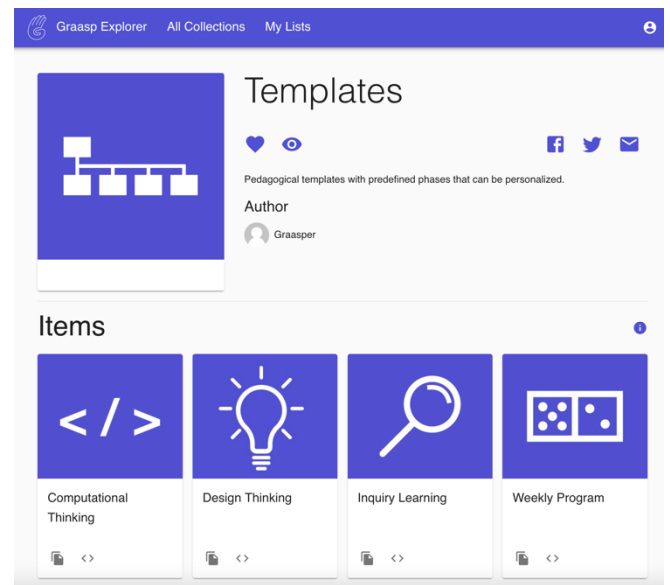 Graasp Explorer All Collections My Lists
Templates
Pedagogical templates with predefined phases that can be personalized.
Author
Graasper
Items
</>
Computational
Thinking
Design Thinking
Inquiry Learning
Weekly Program